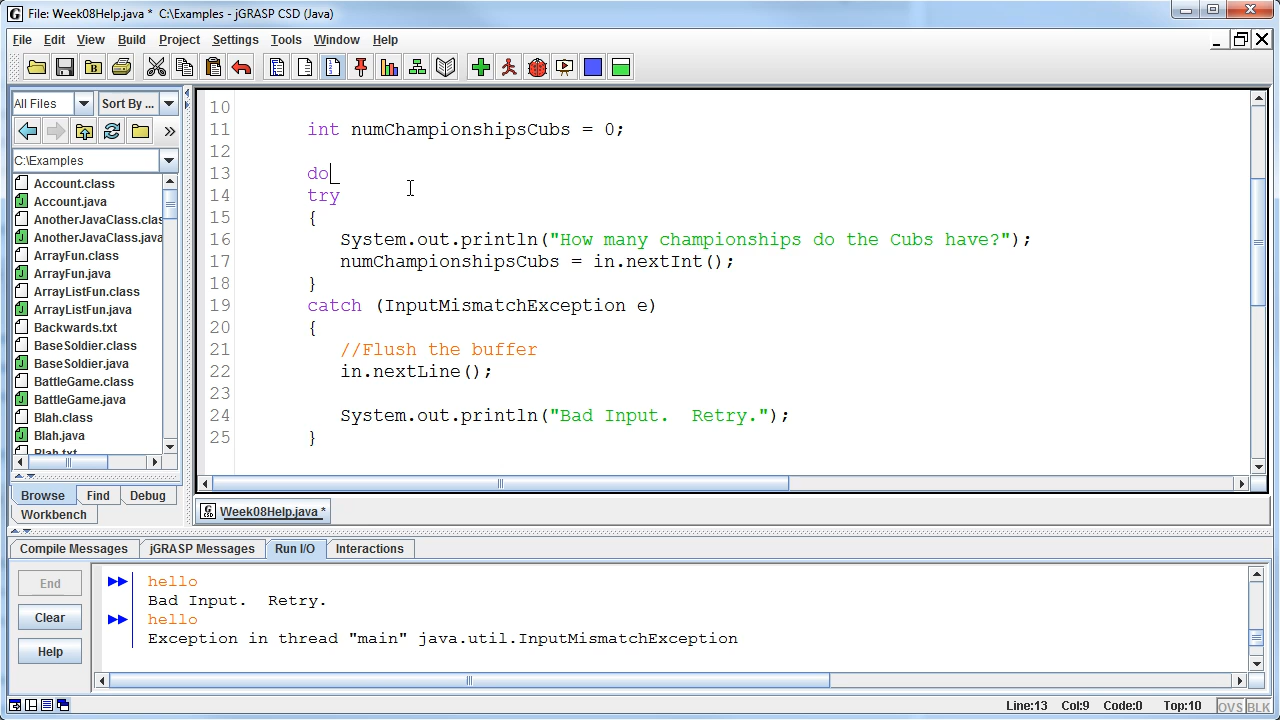 File: Week08Help.java *  C:\Examples - jGRASP CSD (Java)
File Edit View Build Project Settings Tools Window Help
All Files Sort By ...
C:\Examples
Account.class
Account.java
AnotherJavaClass.clas
AnotherJavaClass.java
ArrayFun.class
ArrayFun.java
ArrayListFun.class
ArrayListFun.java
Backwards.txt
BaseSoldier.class
BaseSoldier.java
BattleGame.class
BattleGame.java
Blah.class
Blah.java
Blah.txt
Browse Find Debug
Workbench
10
11 int numChampionshipsCubs = 0;
12
13 do
14 try
15 {
16 System.out.println("How many championships do the Cubs have?");
17 numChampionshipsCubs = in.nextInt();
18 }
19 catch (InputMismatchException e)
20 {
21 //Flush the buffer
22 in.nextLine();
23
24 System.out.println("Bad Input.  Retry.");
25 }
Week08Help.java *
Compile Messages jGRASP Messages Run I/O Interactions
End
Clear
Help
hello
Bad Input.  Retry.
hello
Exception in thread "main" java.util.InputMismatchException
Line:13 Col:9 Code:0 Top:10 OVS BLK